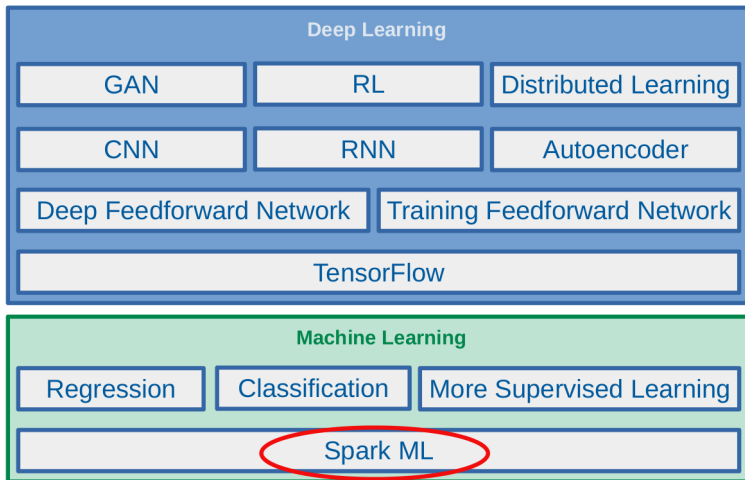 Deep Learning
GAN RL Distributed Learning
CNN RNN Autoencoder
Deep Feedforward Network Training Feedforward Network
TensorFlow
Machine Learning
Regression Classification More Supervised Learning
Spark ML